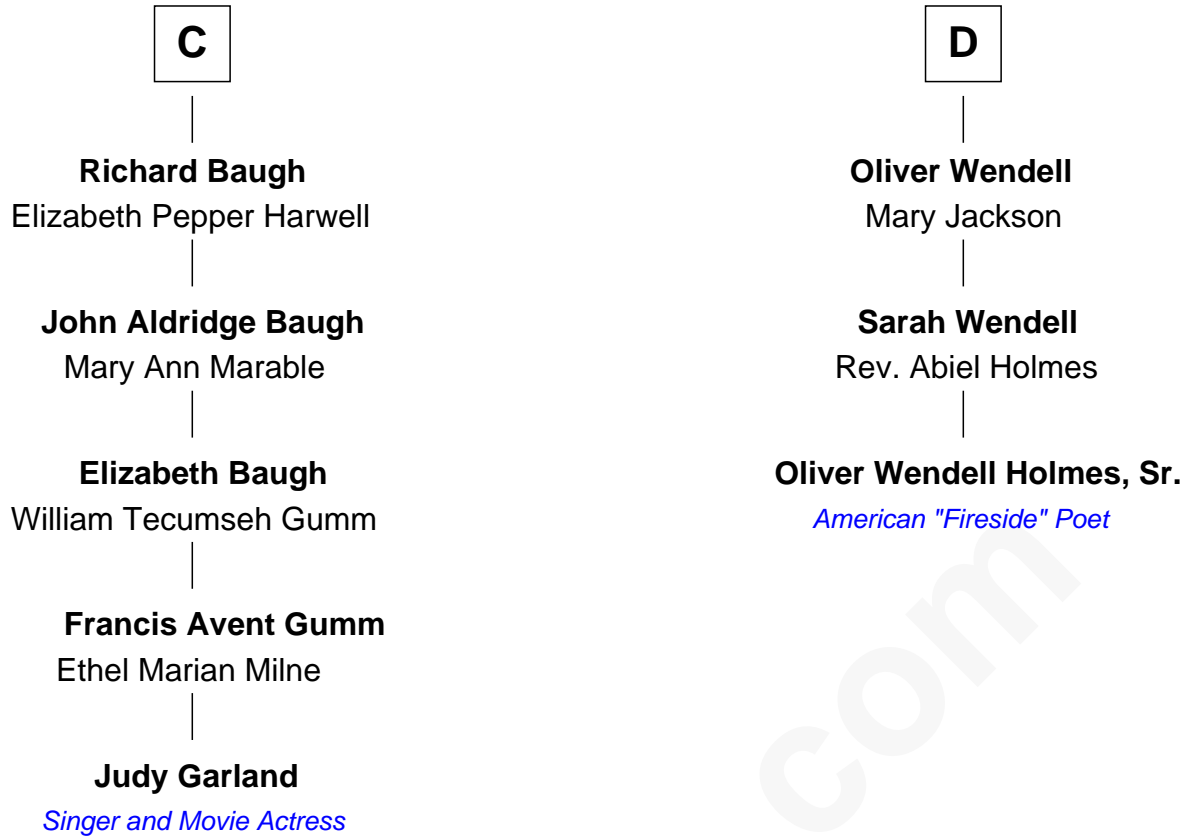 C
Richard Baugh
Elizabeth Pepper Harwell
John Aldridge Baugh
Mary Ann Marable
Elizabeth Baugh
William Tecumseh Gumm
Francis Avent Gumm
Ethel Marian Milne
Judy Garland
Singer and Movie Actress
D
Oliver Wendell
Mary Jackson
Sarah Wendell
Rev. Abiel Holmes
Oliver Wendell Holmes, Sr.
American "Fireside" Poet
com